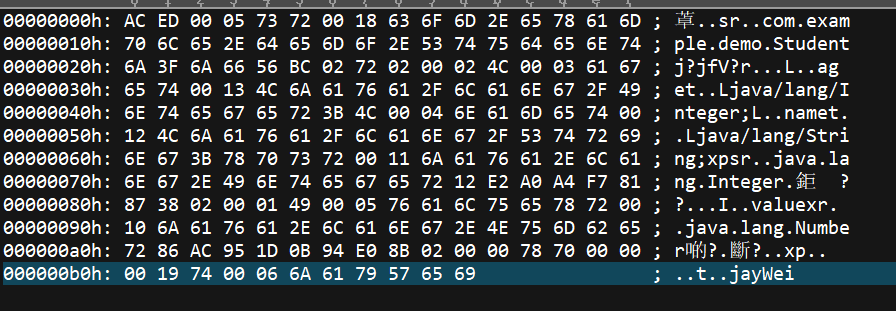 00000000h: AC ED 00 05 73 72 00 18 63 6F 6D 2E 65 78 61 6D ; 萆..sr..com.exam
00000010h: 70 6C 65 2E 64 65 6D 6F 2E 53 74 75 64 65 6E 74 ; ple.demo.Student
00000020h: 6A 3F 6A 66 56 BC 02 72 02 00 02 4C 00 03 61 67 ; j?jfV?r...L..ag
00000030h: 65 74 00 13 4C 6A 61 76 61 2F 6C 61 6E 67 2F 49 ; et..Ljava/lang/I
00000040h: 6E 74 65 67 65 72 3B 4C 00 04 6E 61 6D 65 74 00 ; nteger;L..namet.
00000050h: 12 4C 6A 61 76 61 2F 6C 61 6E 67 2F 53 74 72 69 ; .Ljava/lang/Stri
00000060h: 6E 67 3B 78 70 73 72 00 11 6A 61 76 61 2E 6C 61 ; ng;xpsr..java.la
00000070h: 6E 67 2E 49 6E 74 65 67 65 72 12 E2 A0 A4 F7 81 ; ng.Integer.鉅 ?
00000080h: 87 38 02 00 01 49 00 05 76 61 6C 75 65 78 72 00 ; ?...I..valuexr.
00000090h: 10 6A 61 76 61 2E 6C 61 6E 67 2E 4E 75 6D 62 65 ; .java.lang.Numbe
000000a0h: 72 86 AC 95 1D 0B 94 E0 8B 02 00 00 78 70 00 00 ; r啲?.斷?..xp..
000000b0h: 00 19 74 00 06 6A 61 79 57 65 69 ; ..t..jayWei